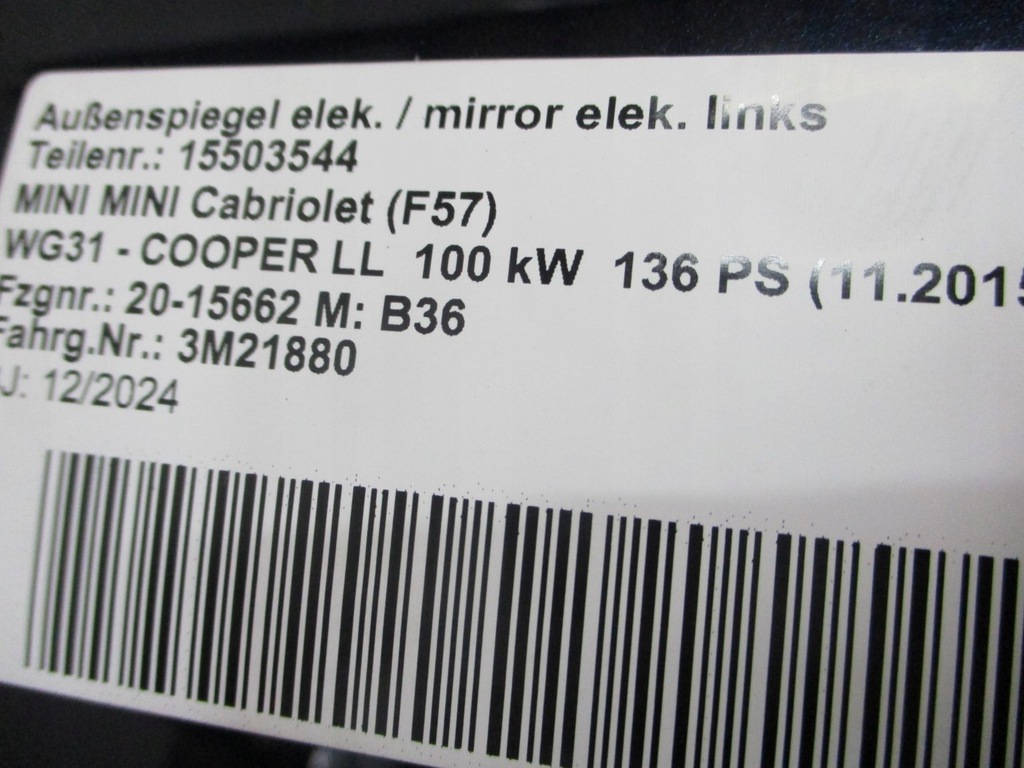 Außenspiegel elek. / mirror elek. links
Teilenr.: 15503544
MINI MINI Cabriolet (F57)
WG31 - COOPER LL 100 kW 136 PS (11.2015
Fzgnr.: 20-15662 M: B36
Fahrg.Nr.: 3M21880
BJ: 12/2024